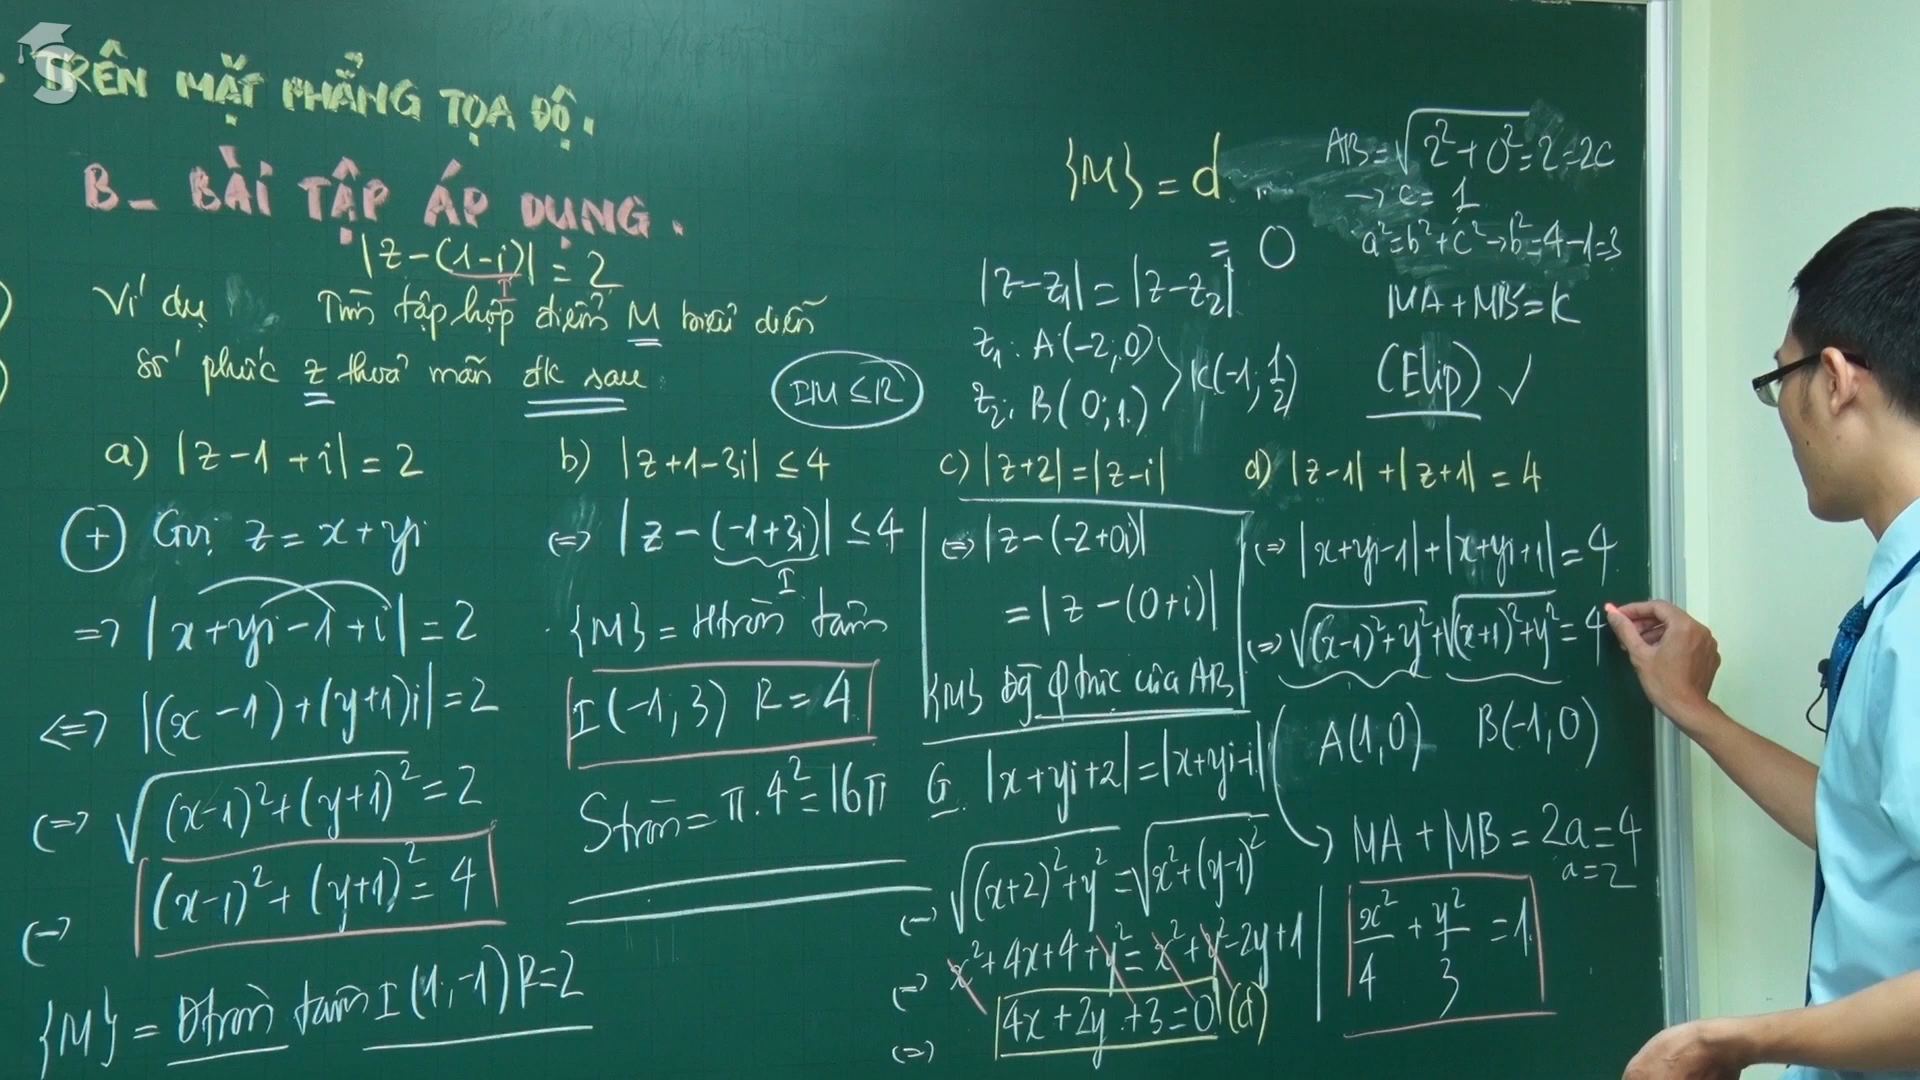 TRÊN MẶT PHẲNG TỌA ĐỘ.
B- BÀI TẬP ÁP DỤNG.
|z-(1-i)| = 2
I
Ví dụ Tìm tập hợp điểm M biểu diễn
số phức z thoả mãn đk sau:
a) |z-1+i| = 2
+ Gọi z = x+yi
=> |x+yi-1+i| = 2
<=> |(x-1)+(y+1)i| = 2
<=> √(x-1)²+(y+1)² = 2
(x-1)²+(y+1)² = 4
{M} = Đtròn tâm I(1,-1) R=2
IM ≤ R
b) |z+1-3i| ≤ 4
<=> |z-(-1+3i)| ≤ 4
I
{M} = Htròn tâm
I(-1,3) R=4
Stròn = π.4² = 16π
{M} = d
= O
|z-z₁| = |z-z₂|
z₁: A(-2;0)
z₂: B(0;1)
K(-1;1/2)
c) |z+2| = |z-i|
<=> |z-(-2+0i)|
= |z-(0+i)|
{M} đg trực của AB
G. |x+yi+2| = |x+yi-i|
√(x+2)²+y² = √x²+(y-1)²
<=> x²+4x+4+y² = x²+y²-2y+1
<=> 4x+2y+3=0 (d)
AB = √2²+0² = 2 = 2c
→ c = 1
a²=b²+c² → b²=4-1=3
MA+MB=K
(Elip) ✓
d) |z-1|+|z+1| = 4
<=> |x+yi-1|+|x+yi+1| = 4
<=> √(x-1)²+y²+√(x+1)²+y² = 4
A(1,0) B(-1,0)
MA+MB = 2a = 4
a=2
x²/4 + y²/3 = 1